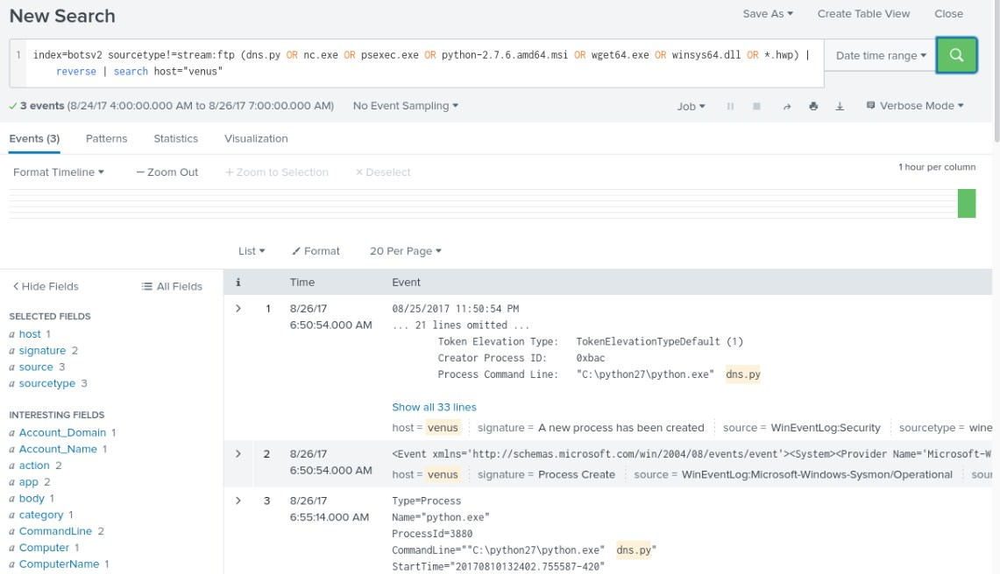 New Search
Save As ▾ Create Table View Close
1 index=botsv2 sourcetype!=stream:ftp (dns.py OR nc.exe OR psexec.exe OR python-2.7.6.amd64.msi OR wget64.exe OR winsys64.dll OR *.hwp) |
reverse | search host="venus"
Date time range ▾
✓ 3 events (8/24/17 4:00:00.000 AM to 8/26/17 7:00:00.000 AM) No Event Sampling ▾
Job ▾ Verbose Mode ▾
Events (3) Patterns Statistics Visualization
Format Timeline ▾ — Zoom Out + Zoom to Selection × Deselect
1 hour per column
List ▾ Format 20 Per Page ▾
< Hide Fields All Fields
SELECTED FIELDS
a host 1
a signature 2
a source 3
a sourcetype 3
INTERESTING FIELDS
a Account_Domain 1
a Account_Name 1
a action 2
a app 2
a body 1
a category 1
a CommandLine 2
a Computer 1
a ComputerName 1
i Time Event
> 1 8/26/17
6:50:54.000 AM
08/25/2017 11:50:54 PM
... 21 lines omitted ...
Token Elevation Type: TokenElevationTypeDefault (1)
Creator Process ID: 0xbac
Process Command Line: "C:\python27\python.exe" dns.py
Show all 33 lines
host = venus signature = A new process has been created source = WinEventLog:Security sourcetype = wine
> 2 8/26/17
6:50:54.000 AM
<Event xmlns='http://schemas.microsoft.com/win/2004/08/events/event'><System><Provider Name='Microsoft-W
host = venus signature = Process Create source = WinEventLog:Microsoft-Windows-Sysmon/Operational sour
> 3 8/26/17
6:55:14.000 AM
Type=Process
Name="python.exe"
ProcessId=3880
CommandLine=""C:\python27\python.exe" dns.py"
StartTime="20170810132402.755587-420"